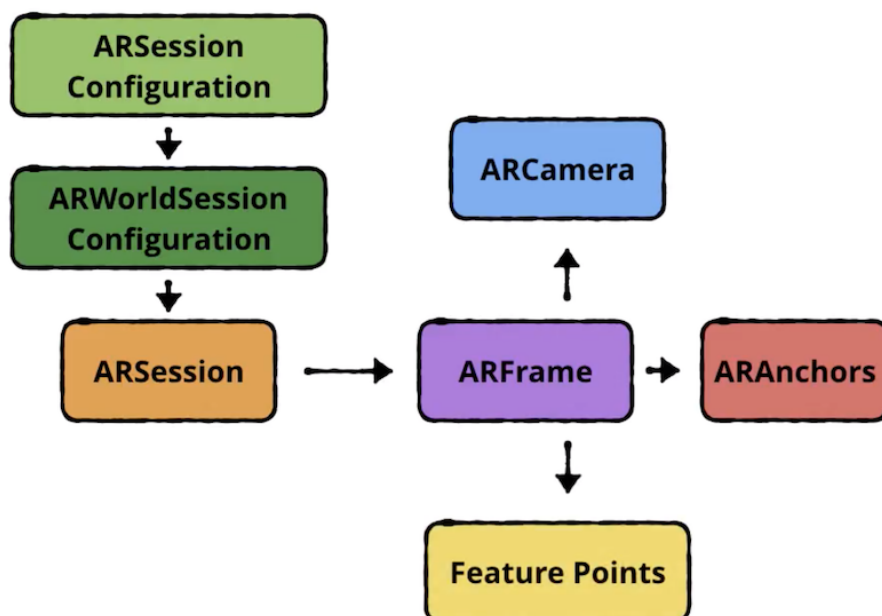 ARSession
Configuration
ARWorldSession
Configuration
ARCamera
ARSession
ARFrame
ARAnchors
Feature Points